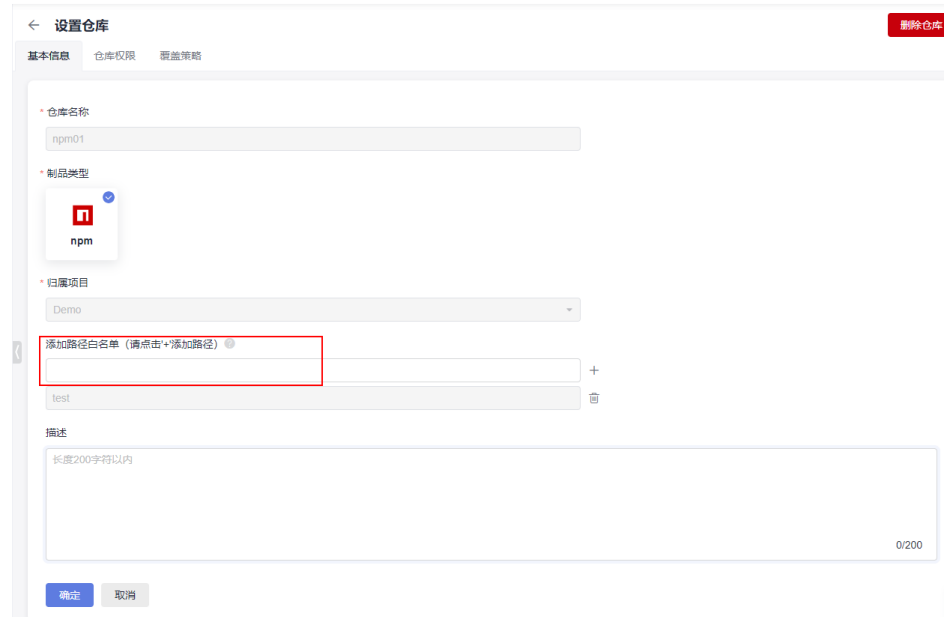 ← 设置仓库 删除仓库
基本信息 仓库权限 覆盖策略
* 仓库名称
npm01
* 制品类型
npm
* 归属项目
Demo
添加路径白名单（请点击'+'添加路径）
test
描述
长度200字符以内
0/200
确定 取消